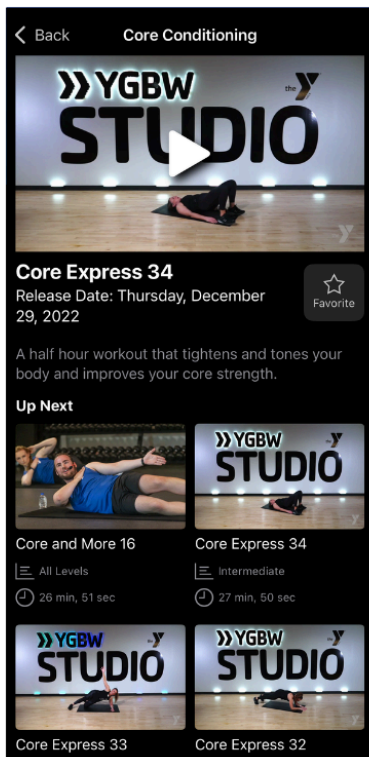 Back
Core Conditioning
YGBW
the Y
STUDIO
Y
Core Express 34
Release Date: Thursday, December
29, 2022
Favorite
A half hour workout that tightens and tones your
body and improves your core strength.
Up Next
YGBW
STUDIO
Core and More 16
Core Express 34
All Levels
Intermediate
26 min, 51 sec
27 min, 50 sec
YGBW
STUDIO
YGBW
STUDIO
Core Express 33
Core Express 32